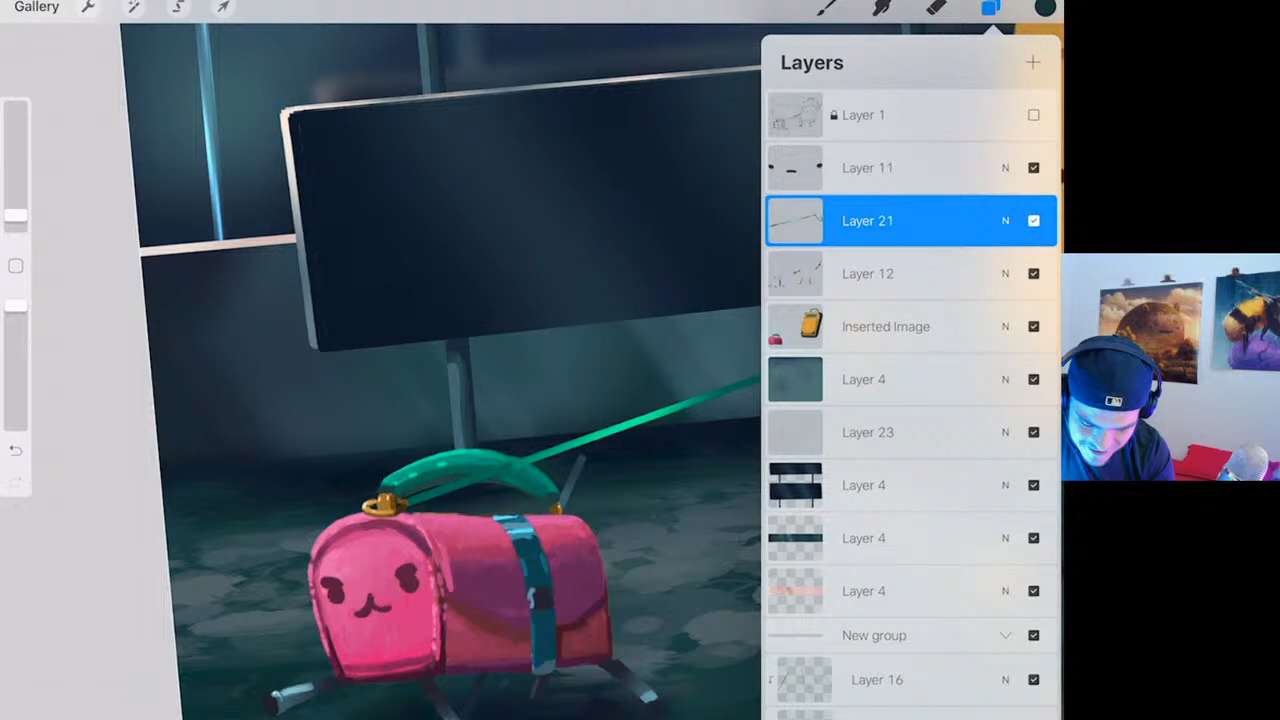 Gallery
Layers
Layer 1
Layer 11 N
Layer 21 N
Layer 12 N
Inserted Image N
Layer 4 N
Layer 23 N
Layer 4 N
Layer 4 N
Layer 4 N
New group
Layer 16 N